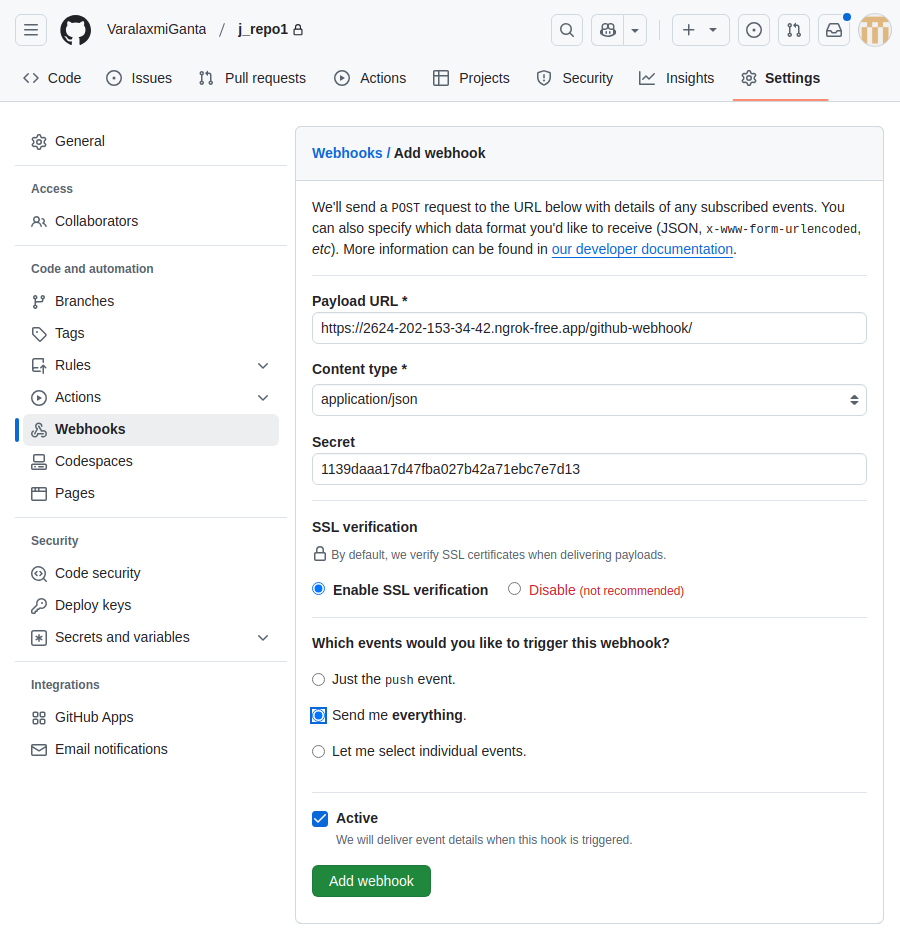 VaralaxmiGanta / j_repo1
Code Issues Pull requests Actions Projects Security Insights Settings
General
Access
Collaborators
Code and automation
Branches
Tags
Rules
Actions
Webhooks
Codespaces
Pages
Security
Code security
Deploy keys
Secrets and variables
Integrations
GitHub Apps
Email notifications
Webhooks / Add webhook
We'll send a POST request to the URL below with details of any subscribed events. You
can also specify which data format you'd like to receive (JSON, x-www-form-urlencoded,
etc). More information can be found in our developer documentation.
Payload URL *
https://2624-202-153-34-42.ngrok-free.app/github-webhook/
Content type *
application/json
Secret
1139daaa17d47fba027b42a71ebc7e7d13
SSL verification
By default, we verify SSL certificates when delivering payloads.
Enable SSL verification Disable (not recommended)
Which events would you like to trigger this webhook?
Just the push event.
Send me everything.
Let me select individual events.
Active
We will deliver event details when this hook is triggered.
Add webhook